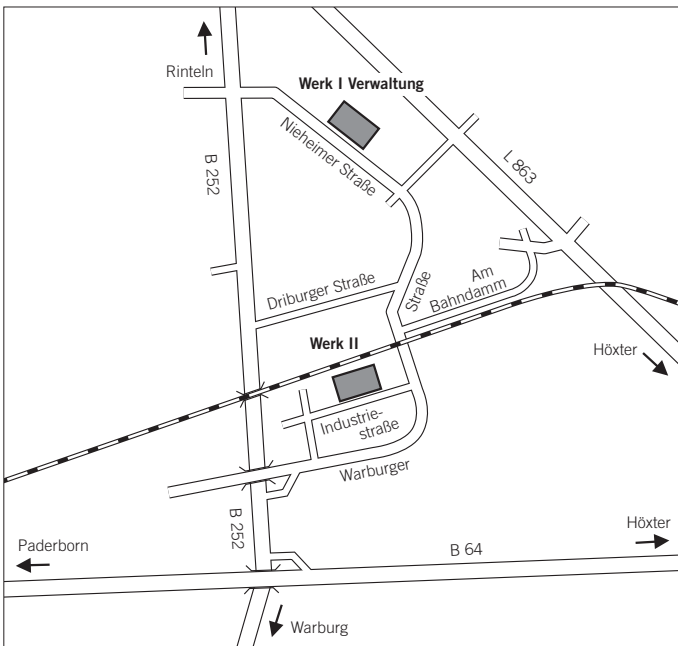 Rinteln
Werk I Verwaltung
Nieheimer Straße
B 252
L 863
Driburger Straße
Straße
Am
Bahndamm
Werk II
Höxter
Industrie-
straße
Warburger
B 252
Paderborn
B 64
Höxter
Warburg